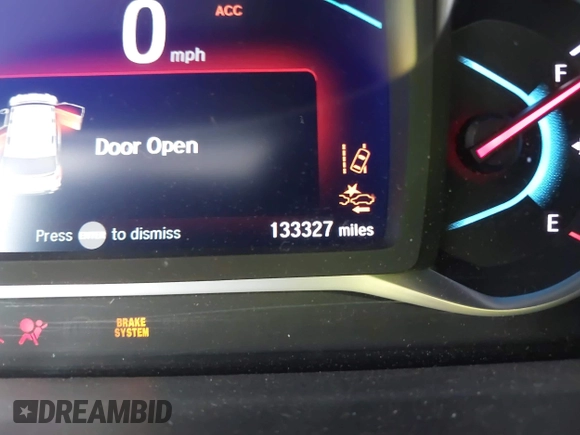 ACC
0 mph
F
Door Open
Press to dismiss
133327 miles
E
BRAKE
SYSTEM
DREAMBID